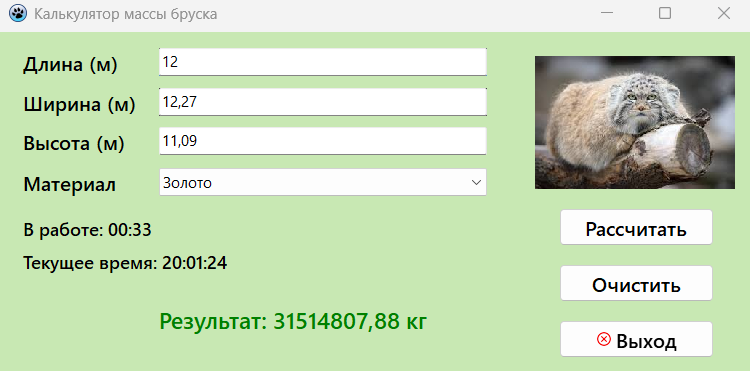 Калькулятор массы бруска
Длина (м) 12
Ширина (м) 12,27
Высота (м) 11,09
Материал Золото
В работе: 00:33
Текущее время: 20:01:24
Результат: 31514807,88 кг
Рассчитать
Очистить
Выход